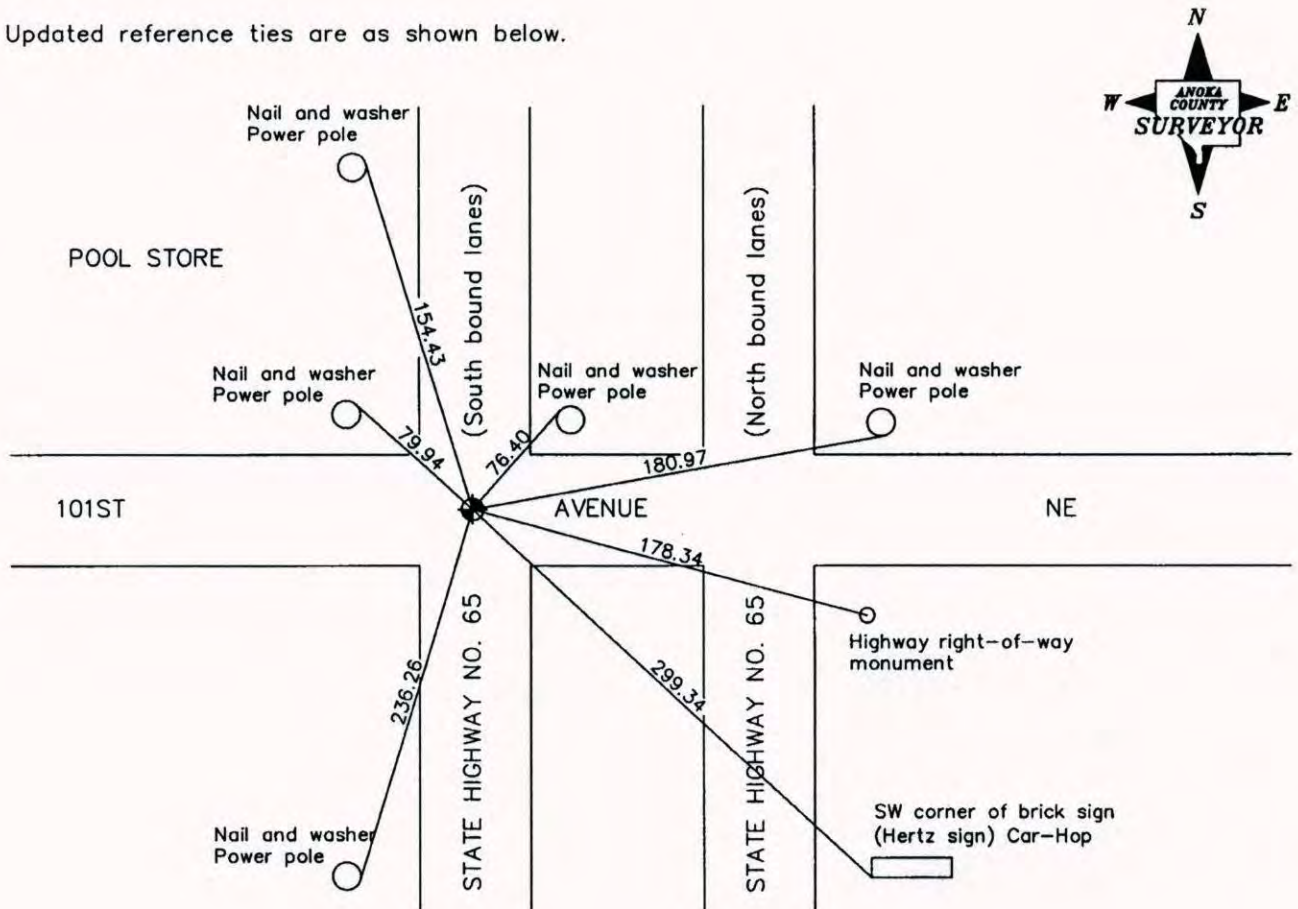 Updated reference ties are as shown below.
N
W
ANOKA
COUNTY
E
SURVEYOR
S
Nail and washer
Power pole
POOL STORE
154.43
(South bound lanes)
(North bound lanes)
Nail and washer
Power pole
Nail and washer
Power pole
Nail and washer
Power pole
79.94
76.40
180.97
101ST
AVENUE
NE
178.34
Highway right-of-way
monument
236.26
STATE HIGHWAY NO. 65
299.34
STATE HIGHWAY NO. 65
Nail and washer
Power pole
SW corner of brick sign
(Hertz sign) Car-Hop